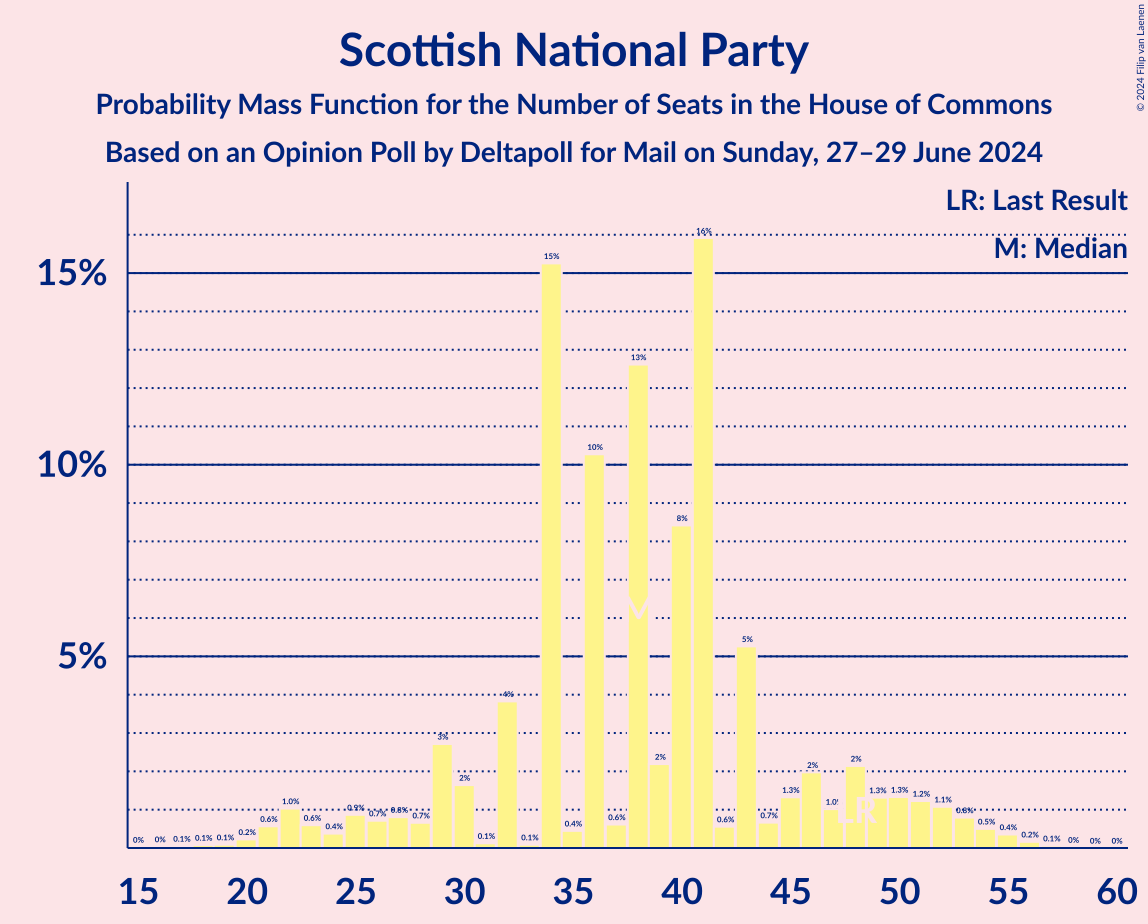 Scottish National Party
Probability Mass Function for the Number of Seats in the House of Commons
Based on an Opinion Poll by Deltapoll for Mail on Sunday, 27–29 June 2024
© 2024 Filip van Laenen
LR: Last Result
M: Median
15%
10%
5%
0% 0% 0.1% 0.1% 0.1% 0.2% 0.6% 1.0% 0.6% 0.4% 0.9% 0.7% 0.8% 0.7% 3% 2% 0.1% 4% 0.1% 15% 0.4% 10% 0.6% 13% 2% 8% 16% 0.6% 5% 0.7% 1.3% 2% 1.0% 2% 1.3% 1.3% 1.2% 1.1% 0.8% 0.5% 0.4% 0.2% 0.1% 0% 0% 0%
M
LR
15 20 25 30 35 40 45 50 55 60